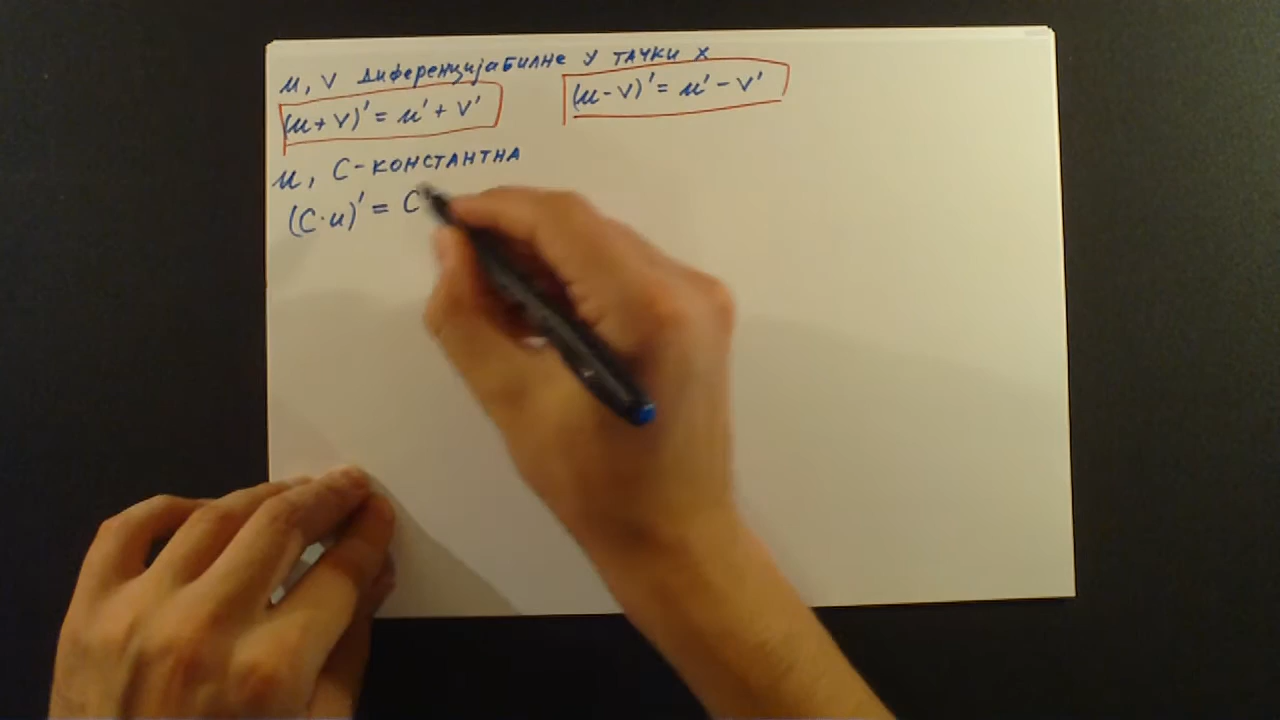 u, v диференцијабилне у тачки x
(u+v)' = u' + v'
(u-v)' = u' - v'
u, C - константна
(C·u)' = C